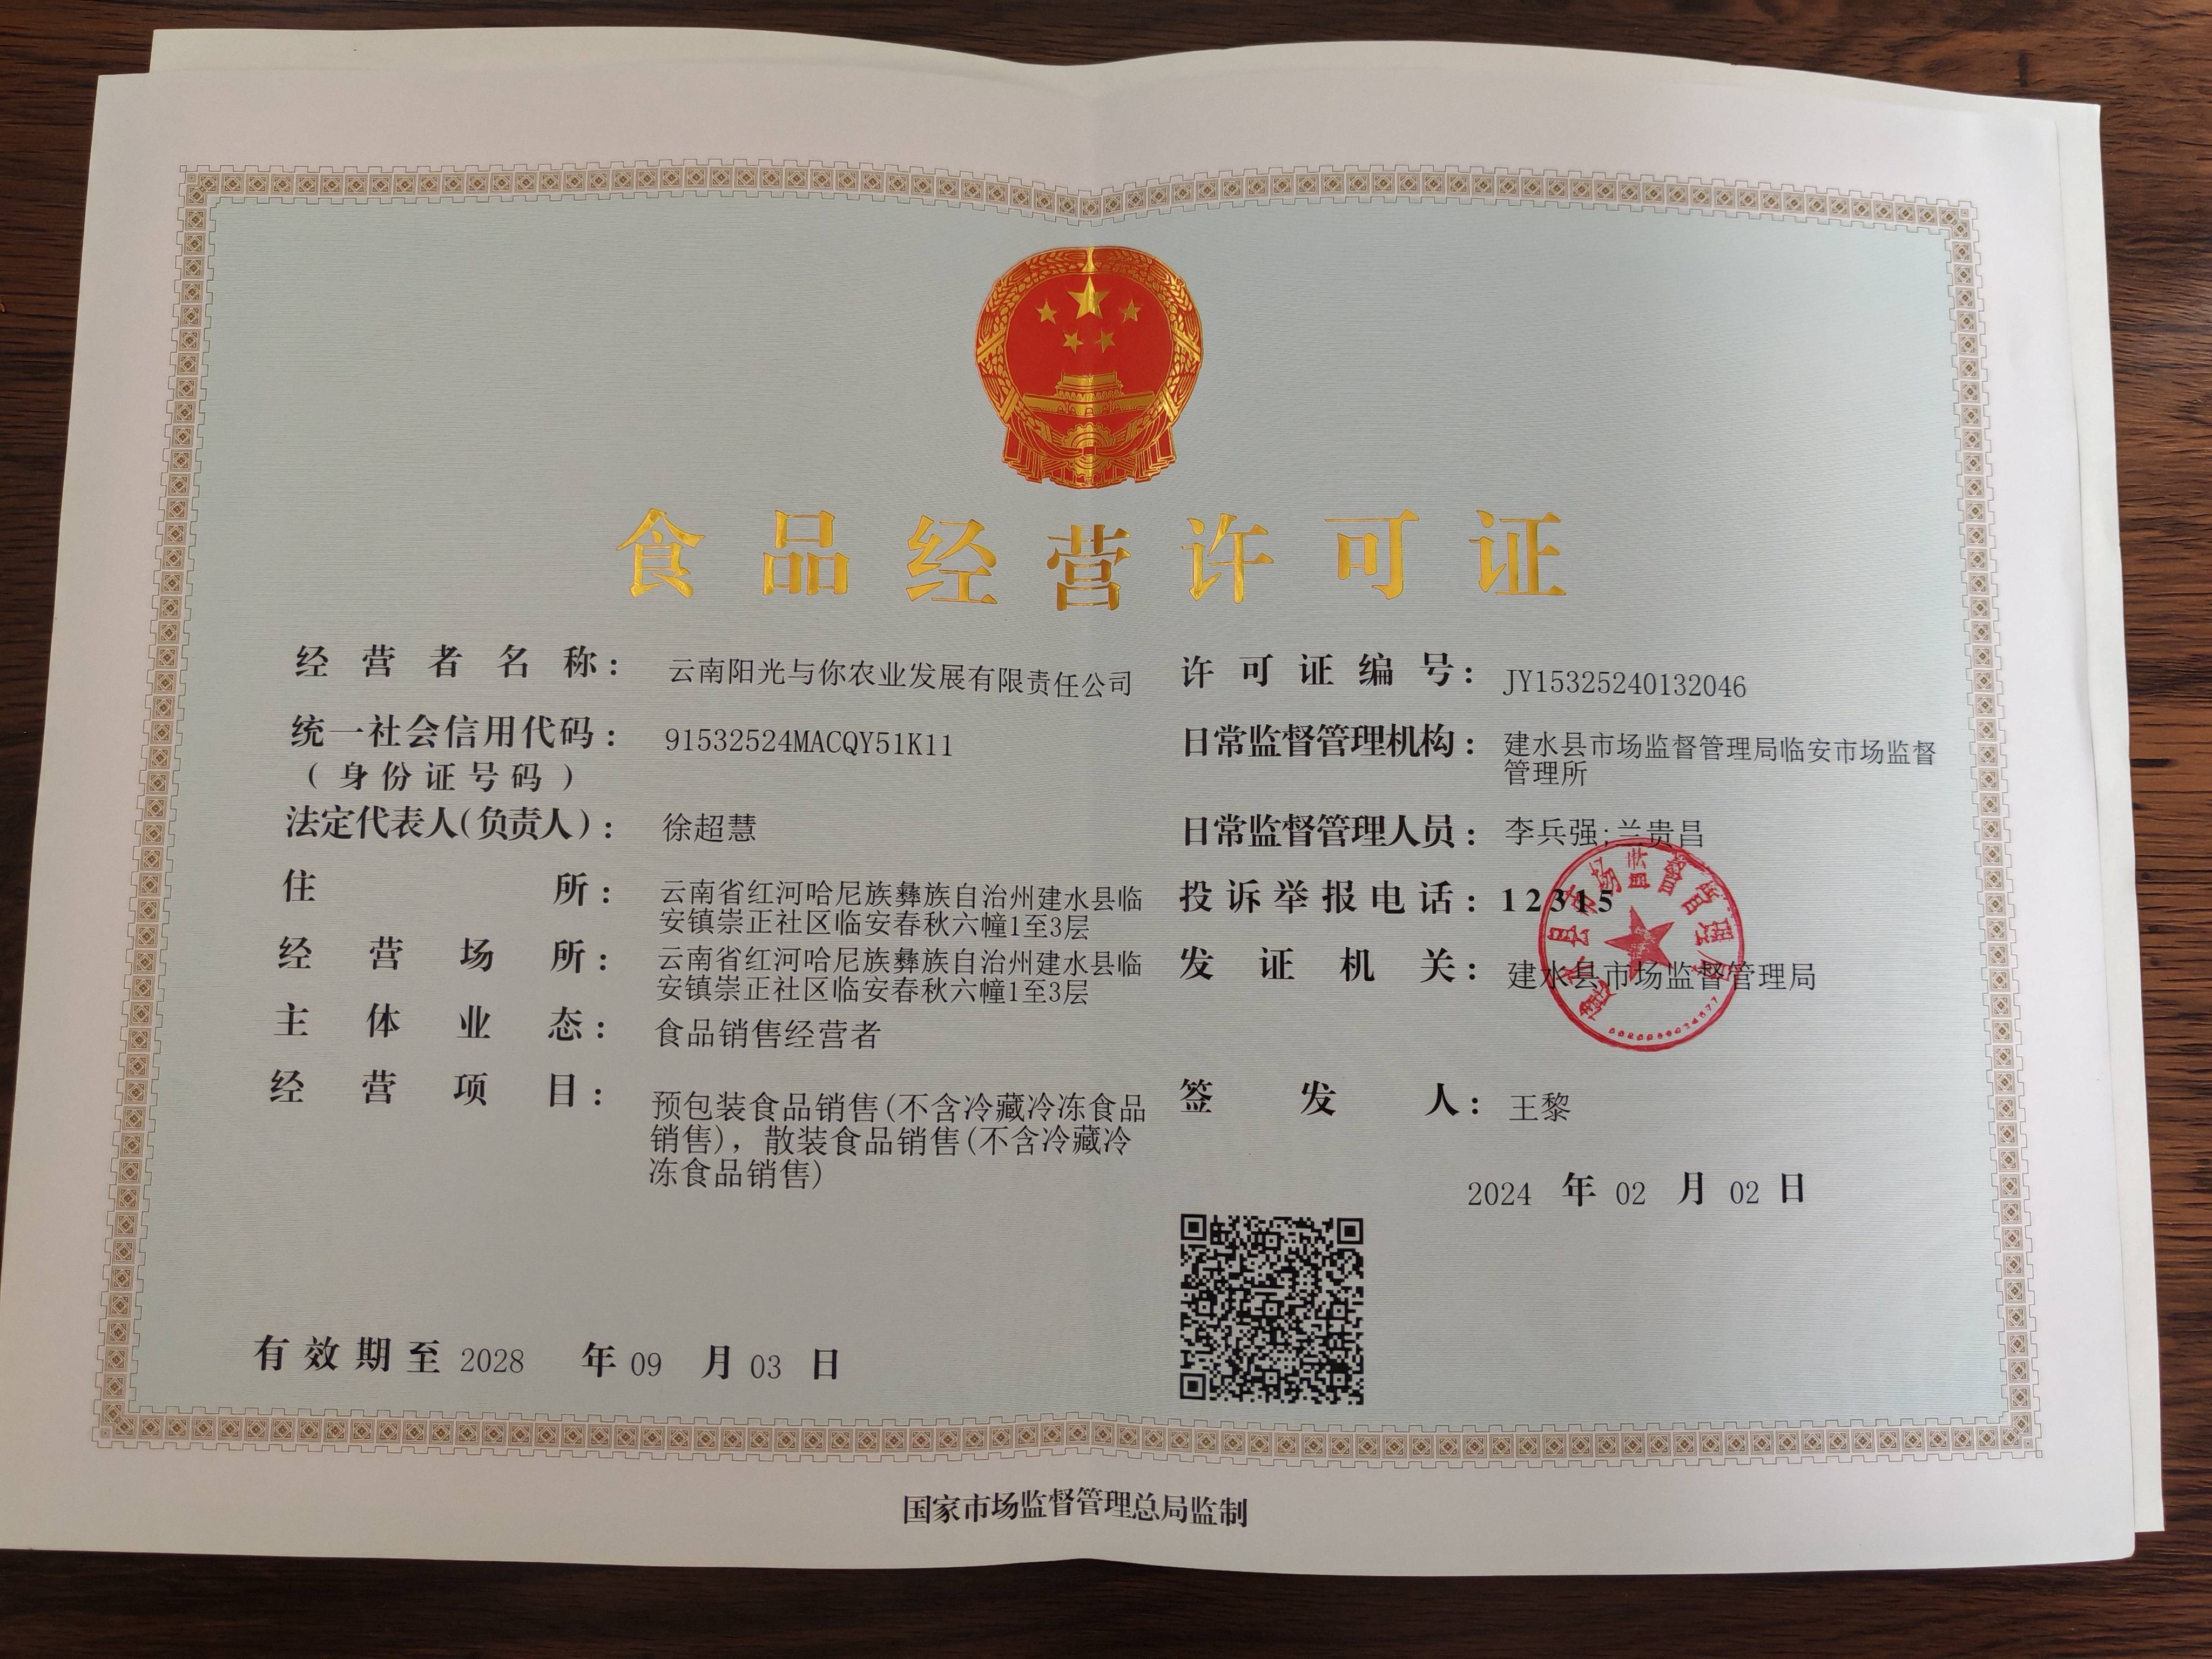 食品经营许可证
经营者名称：云南阳光与你农业发展有限责任公司
统一社会信用代码：91532524MACQY51K11
（身份证号码）
法定代表人(负责人)：徐超慧
住所：云南省红河哈尼族彝族自治州建水县临
安镇崇正社区临安春秋六幢1至3层
经营场所：云南省红河哈尼族彝族自治州建水县临
安镇崇正社区临安春秋六幢1至3层
主体业态：食品销售经营者
经营项目：预包装食品销售(不含冷藏冷冻食品
销售)，散装食品销售(不含冷藏冷
冻食品销售)
有效期至2028年09月03日
许可证编号：JY15325240132046
日常监督管理机构：建水县市场监督管理局临安市场监督
管理所
日常监督管理人员：李兵强;兰贵昌
投诉举报电话：12315
发证机关：建水县市场监督管理局
建水县市场监督管理局
签发人：王黎
2024年02月02日
国家市场监督管理总局监制